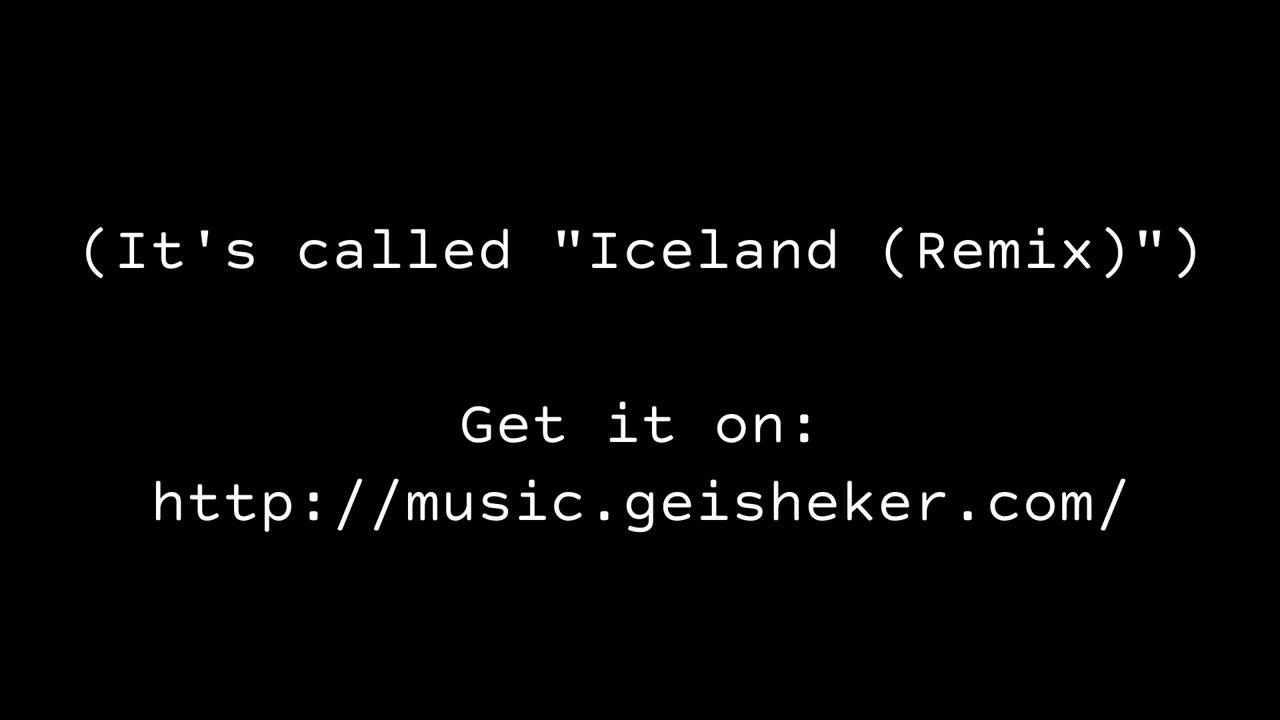 (It's called "Iceland (Remix)")
Get it on:
http://music.geisheker.com/